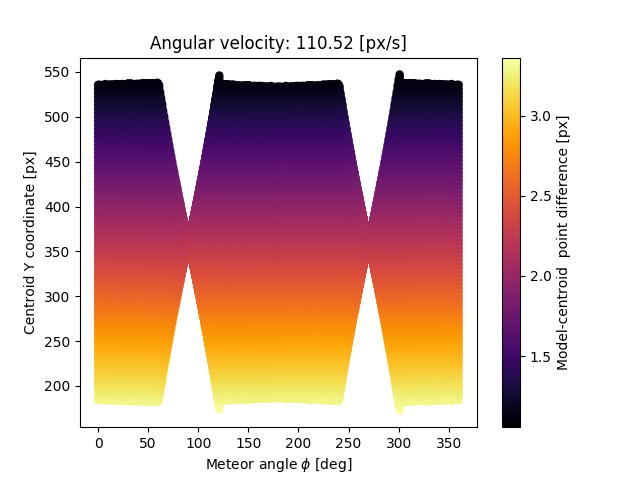 Angular velocity: 110.52 [px/s]
550
500
450
400
350
300
250
200
Centroid Y coordinate [px]
0 50 100 150 200 250 300 350
Meteor angle ϕ [deg]
3.0
2.5
2.0
1.5
Model-centroid  point difference [px]